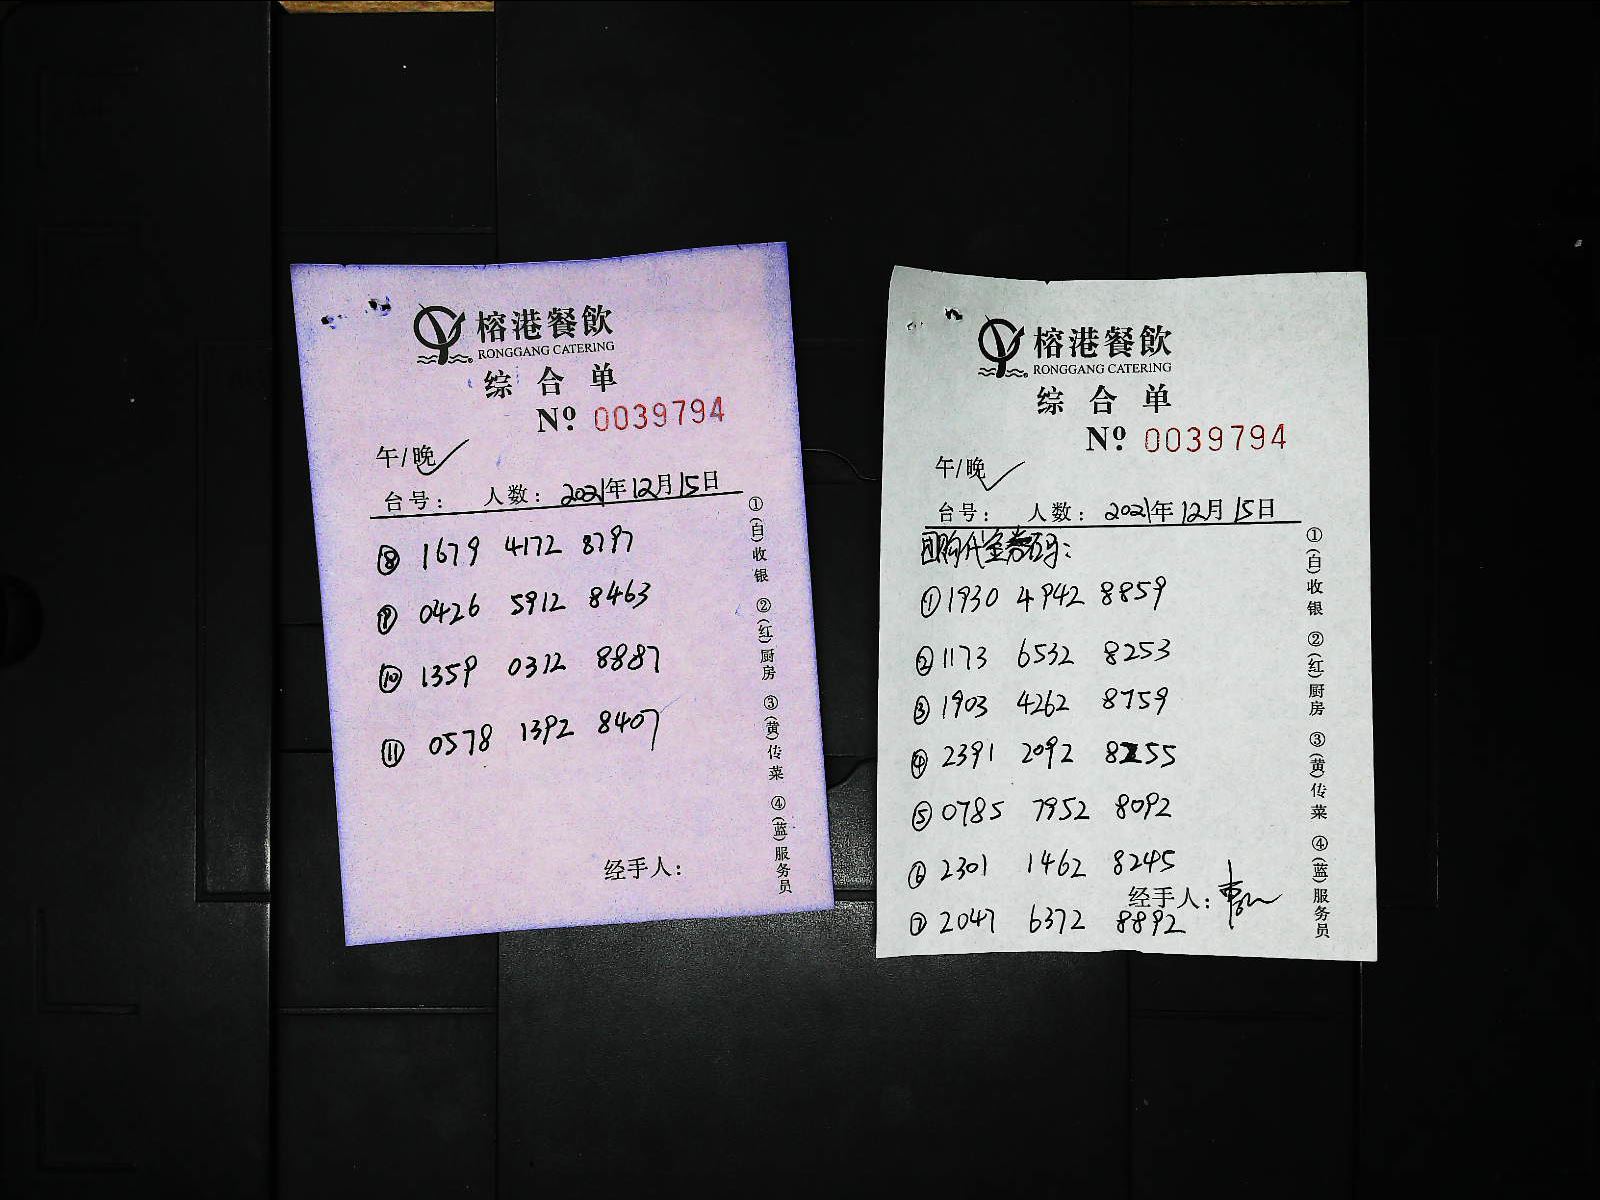 榕港餐飲
RONGGANG CATERING
综合单
Nº 0039794
午/晚✓
台号: 人数: 2021年12月15日
⑧ 1679 4172 8797
⑨ 0426 5912 8463
⑩ 1359 0372 8887
⑪ 0578 1392 8407
经手人:
①(白)收银 ②(红)厨房 ③(黄)传菜 ④(蓝)服务员
榕港餐飲
RONGGANG CATERING
综合单
Nº 0039794
午/晚✓
台号: 人数: 2021年12月15日
团购代金券码:
① 1930 4942 8859
② 1173 6532 8253
③ 1903 4262 8759
④ 2391 2092 8255
⑤ 0785 7952 8092
⑥ 2301 1462 8245
经手人:
⑦ 2047 6372 8892
①(白)收银 ②(红)厨房 ③(黄)传菜 ④(蓝)服务员